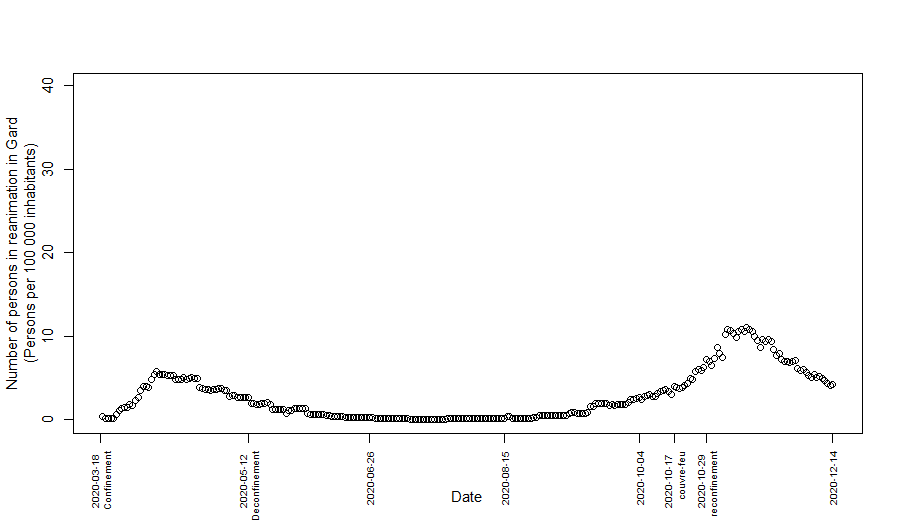 Number of persons in reanimation in Gard
(Persons per 100 000 inhabitants)
40
30
20
10
0
2020-03-18
Confinement
2020-05-12
Deconfinement
2020-06-26
2020-08-15
2020-10-04
2020-10-17
couvre-feu
2020-10-29
reconfinement
2020-12-14
Date